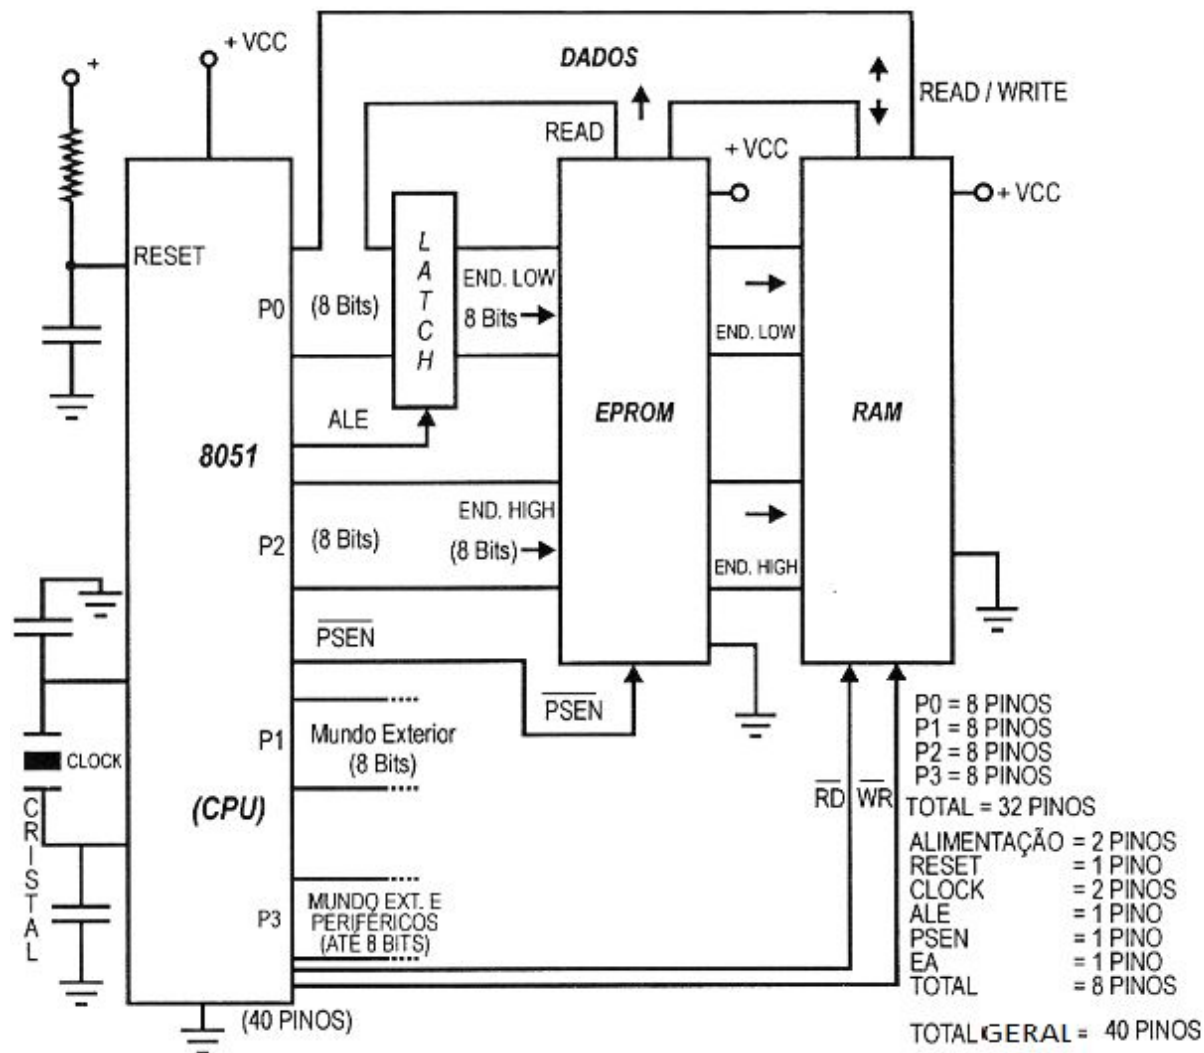 + VCC
+
DADOS
READ / WRITE
READ
+ VCC
+ VCC
RESET
LATCH
END. LOW
P0
(8 Bits)
8 Bits
END. LOW
ALE
EPROM
RAM
8051
END. HIGH
P2
(8 Bits)
(8 Bits)
END. HIGH
PSEN
PSEN
P1
Mundo Exterior
(8 Bits)
CLOCK
CRISTAL
(CPU)
RD
WR
P3
MUNDO EXT. E
PERIFÉRICOS
(ATÉ 8 BITS)
(40 PINOS)
P0 = 8 PINOS
P1 = 8 PINOS
P2 = 8 PINOS
P3 = 8 PINOS
TOTAL = 32 PINOS
ALIMENTAÇÃO = 2 PINOS
RESET = 1 PINO
CLOCK = 2 PINOS
ALE = 1 PINO
PSEN = 1 PINO
EA = 1 PINO
TOTAL = 8 PINOS
TOTAL GERAL = 40 PINOS